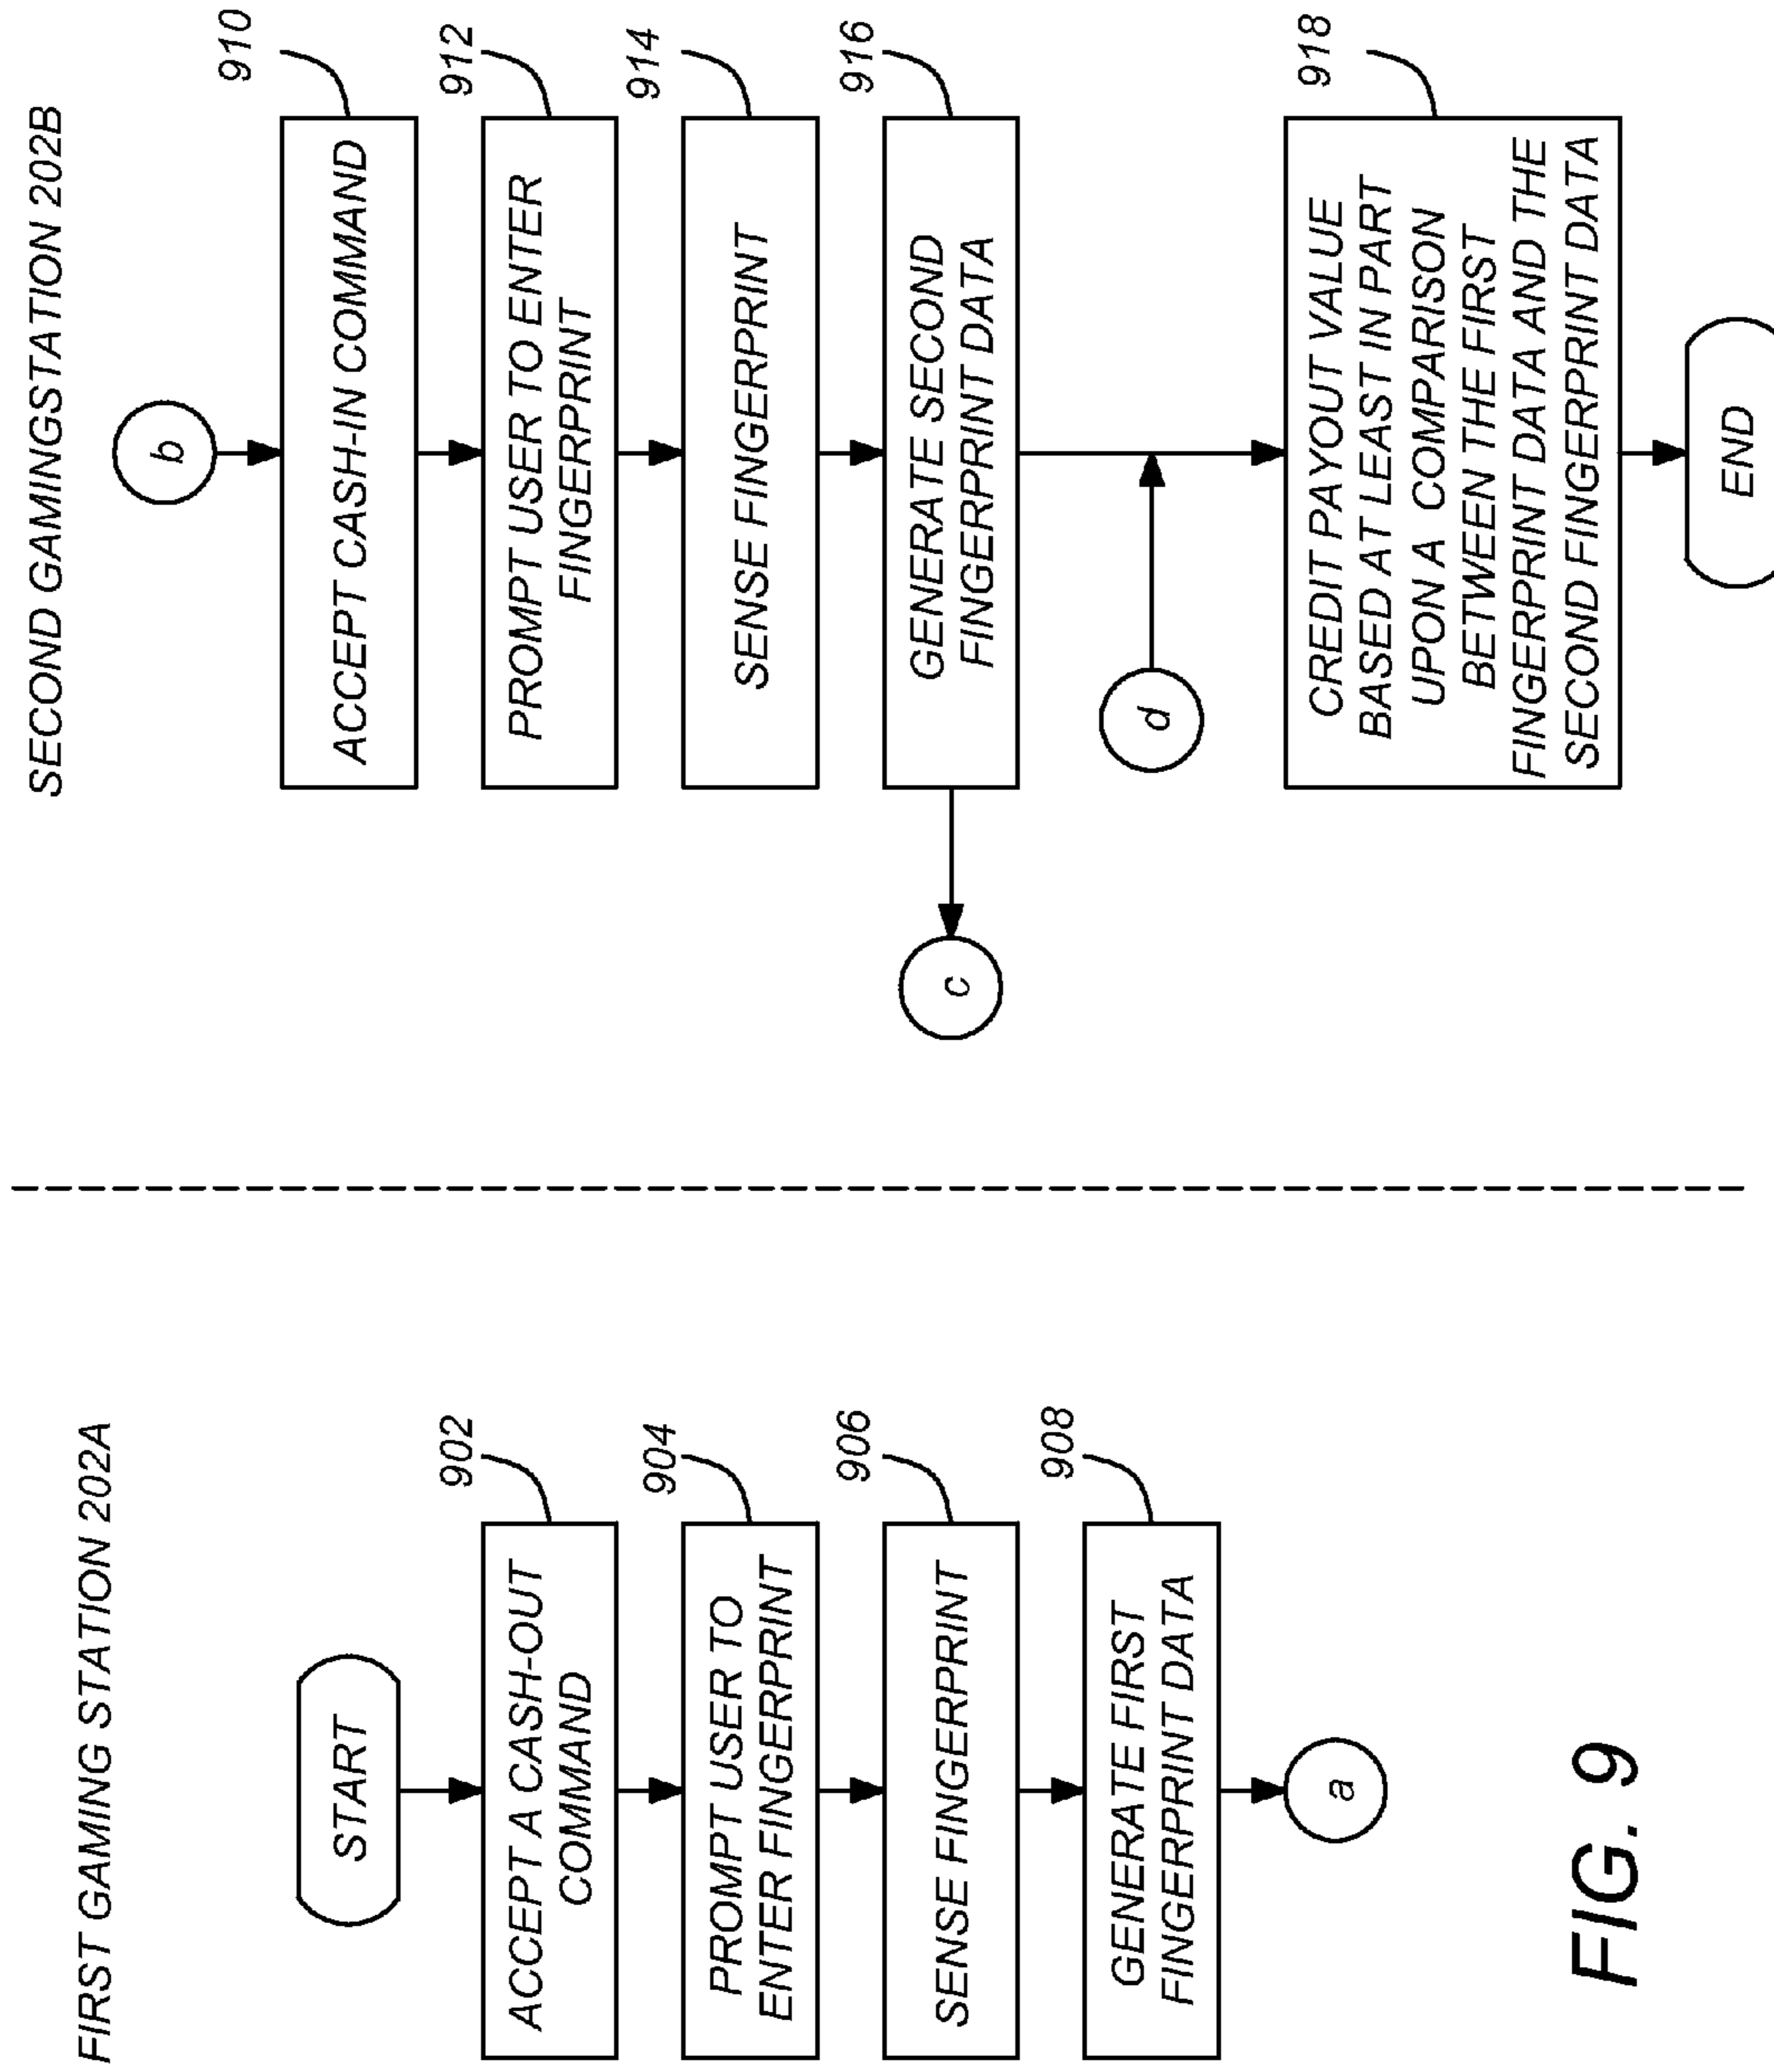 FIRST GAMING STATION 202A
START
ACCEPT A CASH-OUT
COMMAND
902
PROMPT USER TO
ENTER FINGERPRINT
904
SENSE FINGERPRINT
906
GENERATE FIRST
FINGERPRINT DATA
908
a
SECOND GAMINGSTATION 202B
b
ACCEPT CASH-IN COMMAND
910
PROMPT USER TO ENTER
FINGERPRINT
912
SENSE FINGERPRINT
914
GENERATE SECOND
FINGERPRINT DATA
916
c
d
CREDIT PAYOUT VALUE
BASED AT LEAST IN PART
UPON A COMPARISON
BETWEEN THE FIRST
FINGERPRINT DATA AND THE
SECOND FINGERPRINT DATA
918
END
FIG. 9